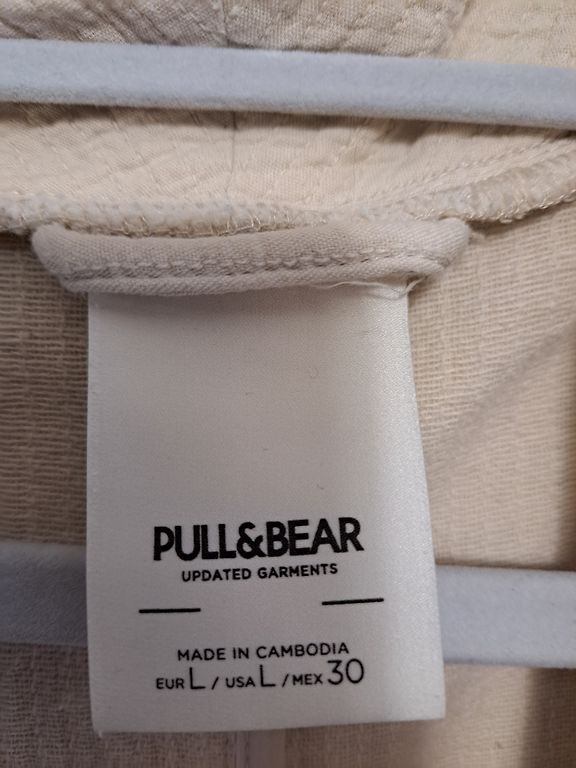 PULL&BEAR
UPDATED GARMENTS
MADE IN CAMBODIA
EUR L / USA L / MEX 30